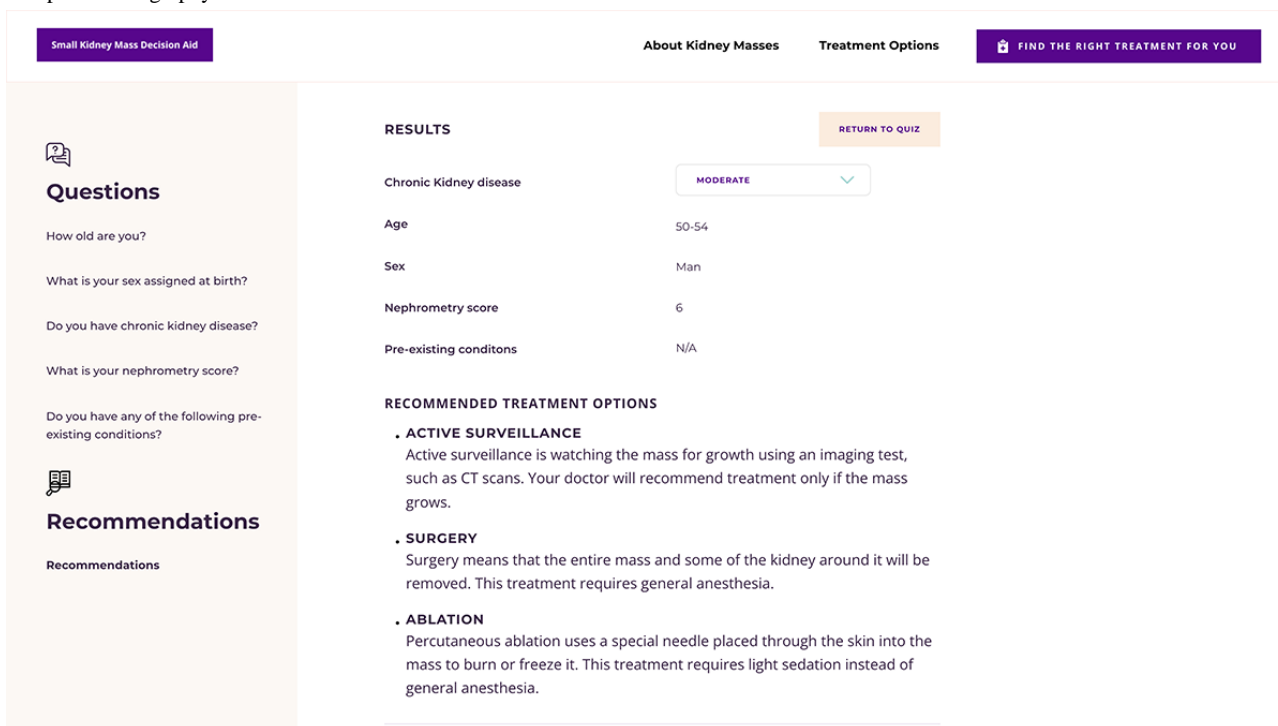 Small Kidney Mass Decision Aid
About Kidney Masses
Treatment Options
FIND THE RIGHT TREATMENT FOR YOU
Questions
How old are you?
What is your sex assigned at birth?
Do you have chronic kidney disease?
What is your nephrometry score?
Do you have any of the following pre-
existing conditions?
Recommendations
Recommendations
RESULTS
RETURN TO QUIZ
Chronic Kidney disease
MODERATE
Age
50-54
Sex
Man
Nephrometry score
6
Pre-existing conditons
N/A
RECOMMENDED TREATMENT OPTIONS
• ACTIVE SURVEILLANCE
Active surveillance is watching the mass for growth using an imaging test,
such as CT scans. Your doctor will recommend treatment only if the mass
grows.
• SURGERY
Surgery means that the entire mass and some of the kidney around it will be
removed. This treatment requires general anesthesia.
• ABLATION
Percutaneous ablation uses a special needle placed through the skin into the
mass to burn or freeze it. This treatment requires light sedation instead of
general anesthesia.